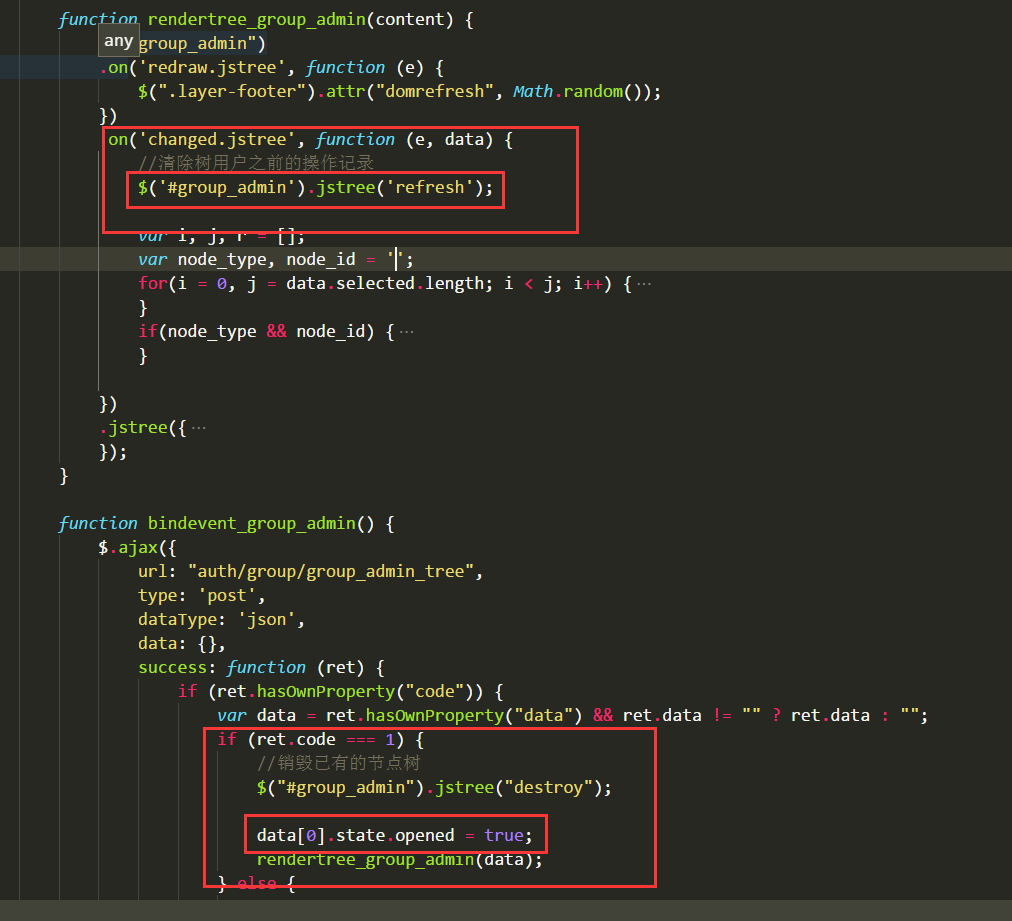 function rendertree_group_admin(content) {
any group_admin")
.on('redraw.jstree', function (e) {
$(".layer-footer").attr("domrefresh", Math.random());
})
on('changed.jstree', function (e, data) {
//清除树用户之前的操作记录
$('#group_admin').jstree('refresh');
var i, j, r = [];
var node_type, node_id = '';
for(i = 0, j = data.selected.length; i < j; i++) {···
}
if(node_type && node_id) {···
}
})
.jstree({···
});
}
function bindevent_group_admin() {
$.ajax({
url: "auth/group/group_admin_tree",
type: 'post',
dataType: 'json',
data: {},
success: function (ret) {
if (ret.hasOwnProperty("code")) {
var data = ret.hasOwnProperty("data") && ret.data != "" ? ret.data : "";
if (ret.code === 1) {
//销毁已有的节点树
$("#group_admin").jstree("destroy");
data[0].state.opened = true;
rendertree_group_admin(data);
} else {